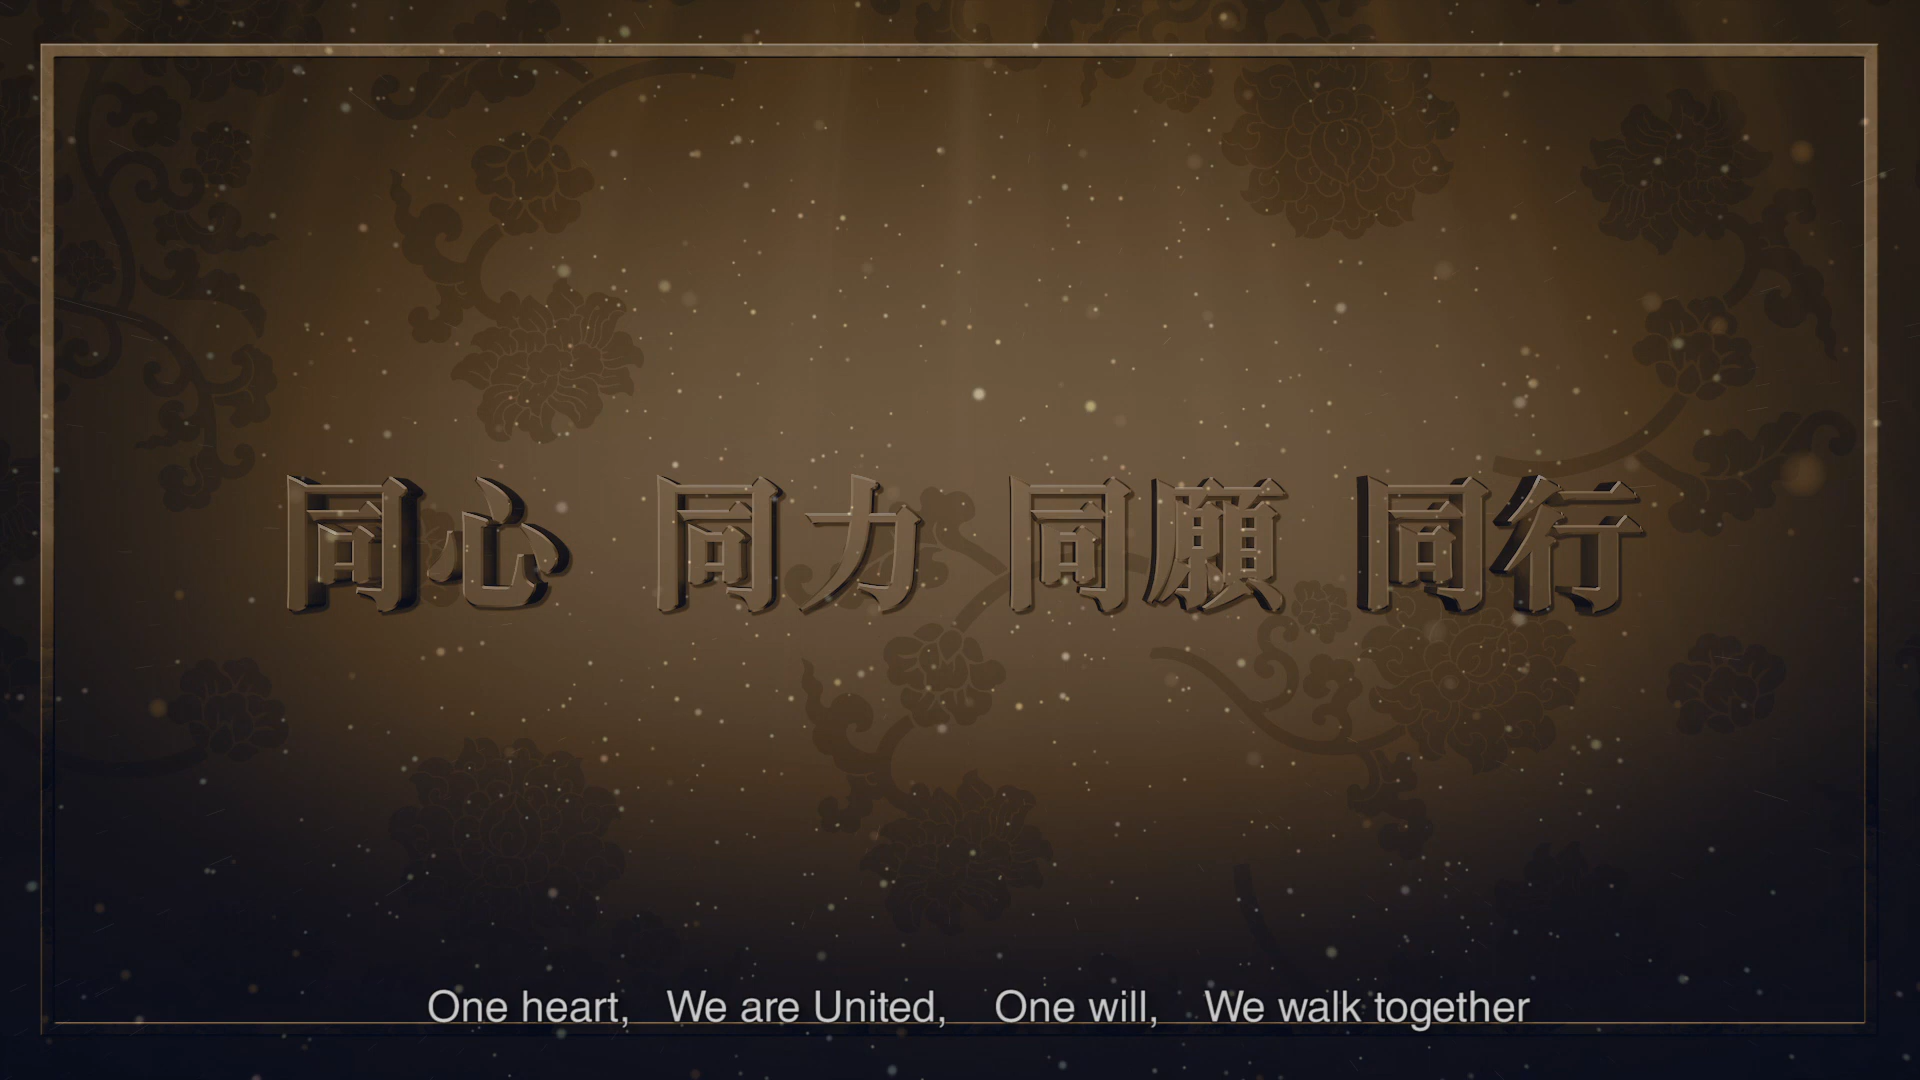 同心 同力 同願 同行
One heart, We are United, One will, We walk together